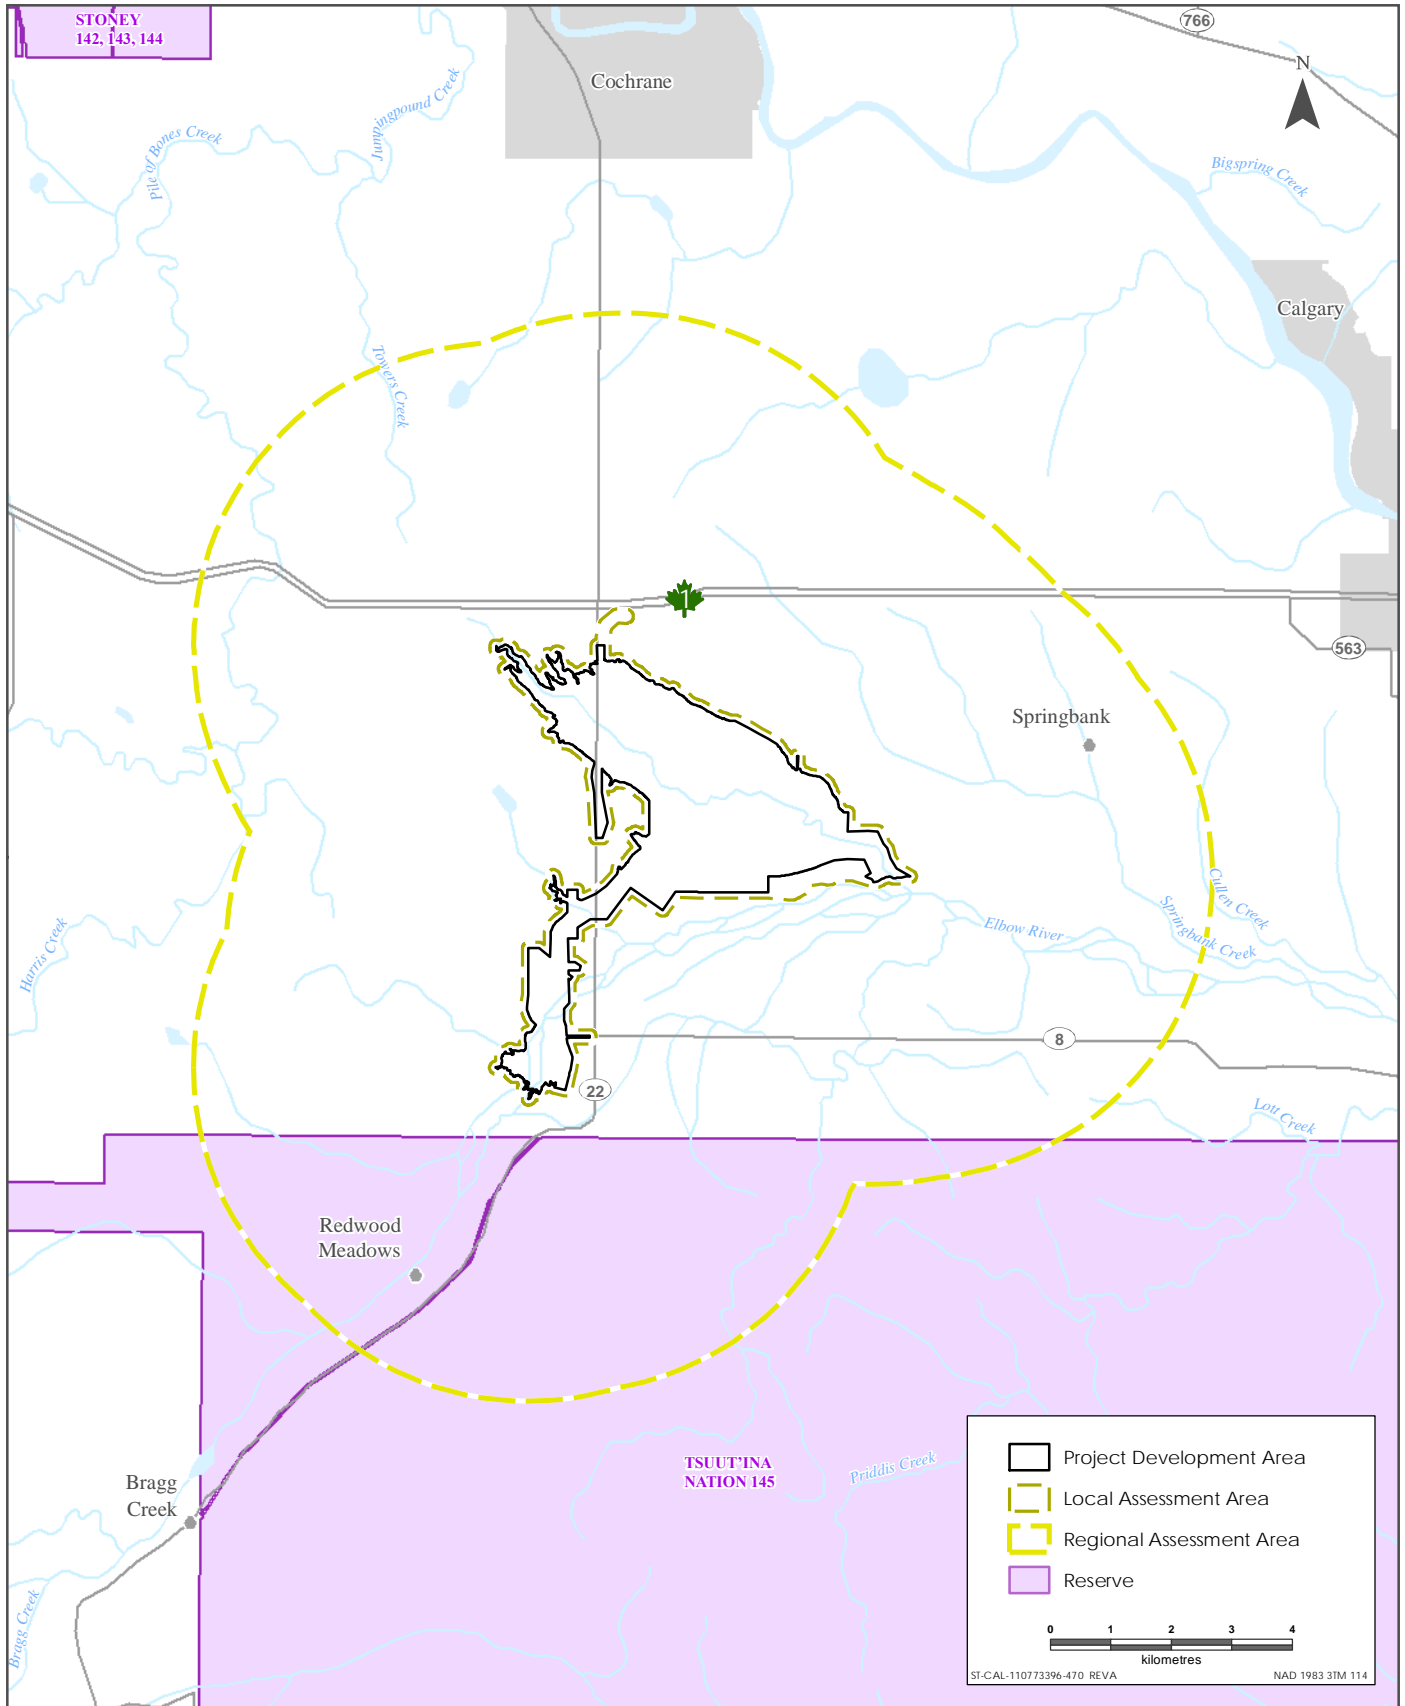 STONEY
142, 143, 144
766
Cochrane
N
Jumpingpound Creek
Pile of Bones Creek
Bigspring Creek
Calgary
Towers Creek
1
563
Springbank
Cullen Creek
Springbank Creek
Elbow River
Harris Creek
8
22
Lott Creek
Redwood
Meadows
TSUUT'INA
NATION 145
Priddis Creek
Bragg
Creek
Bragg Creek
Project Development Area
Local Assessment Area
Regional Assessment Area
Reserve
0 1 2 3 4
kilometres
ST-CAL-110773396-470 REVA
NAD 1983 3TM 114